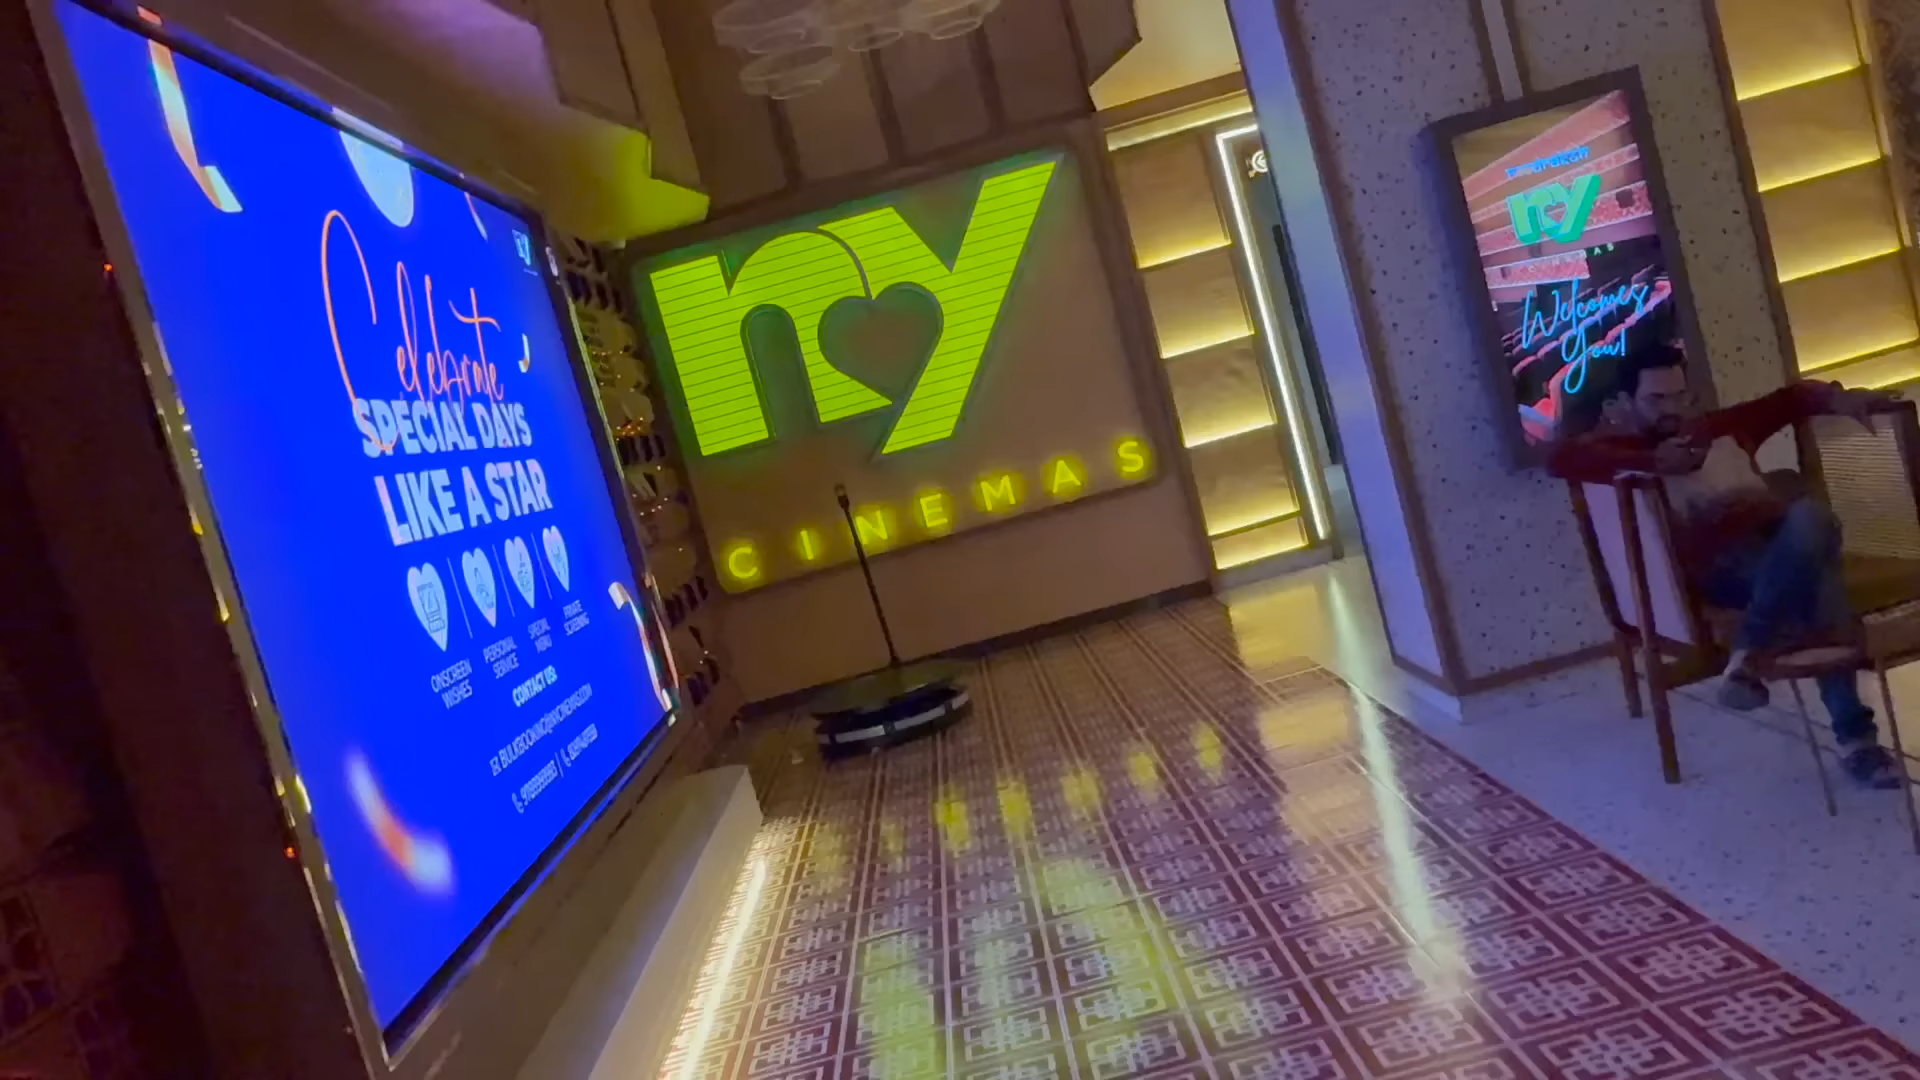 Celebrate
SPECIAL DAYS
LIKE A STAR
ONSCREEN
WISHES
PERSONAL
SERVICE
SPECIAL
MENU
PRIVATE
SCREENING
CONTACT US:
ny
CINEMAS
ny
Welcomes
You!